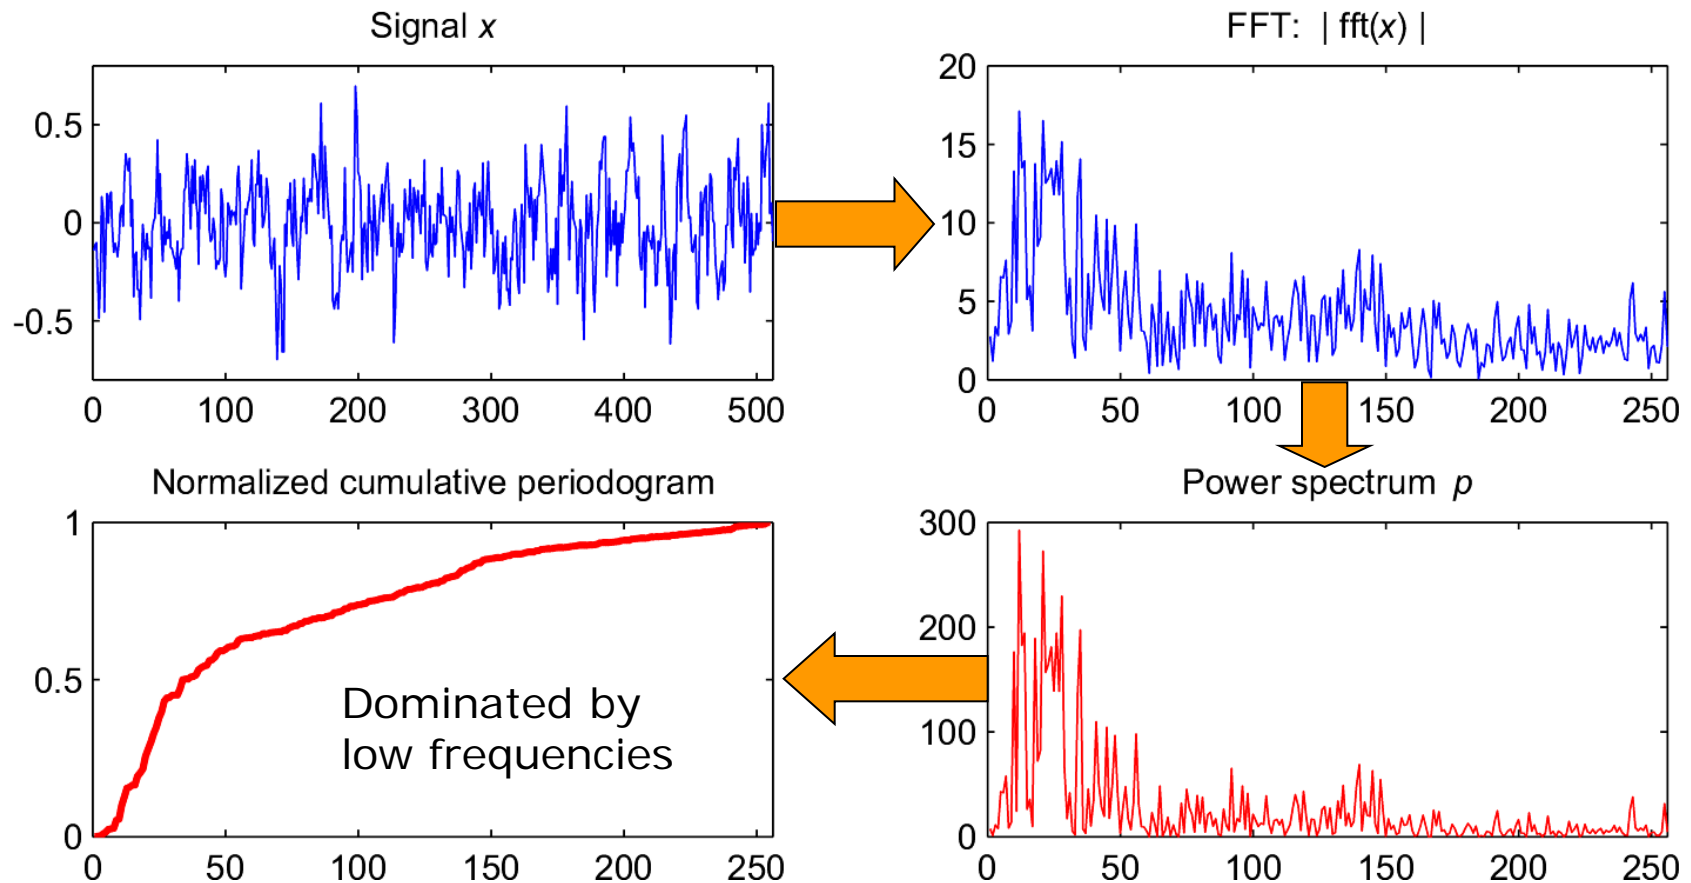 Signal x
0.5
0
-0.5
0 100 200 300 400 500
FFT: | fft(x) |
20
15
10
5
0
0 50 100 150 200 250
Normalized cumulative periodogram
1
0.5
0
0 50 100 150 200 250
Dominated by
low frequencies
Power spectrum p
300
200
100
0
0 50 100 150 200 250